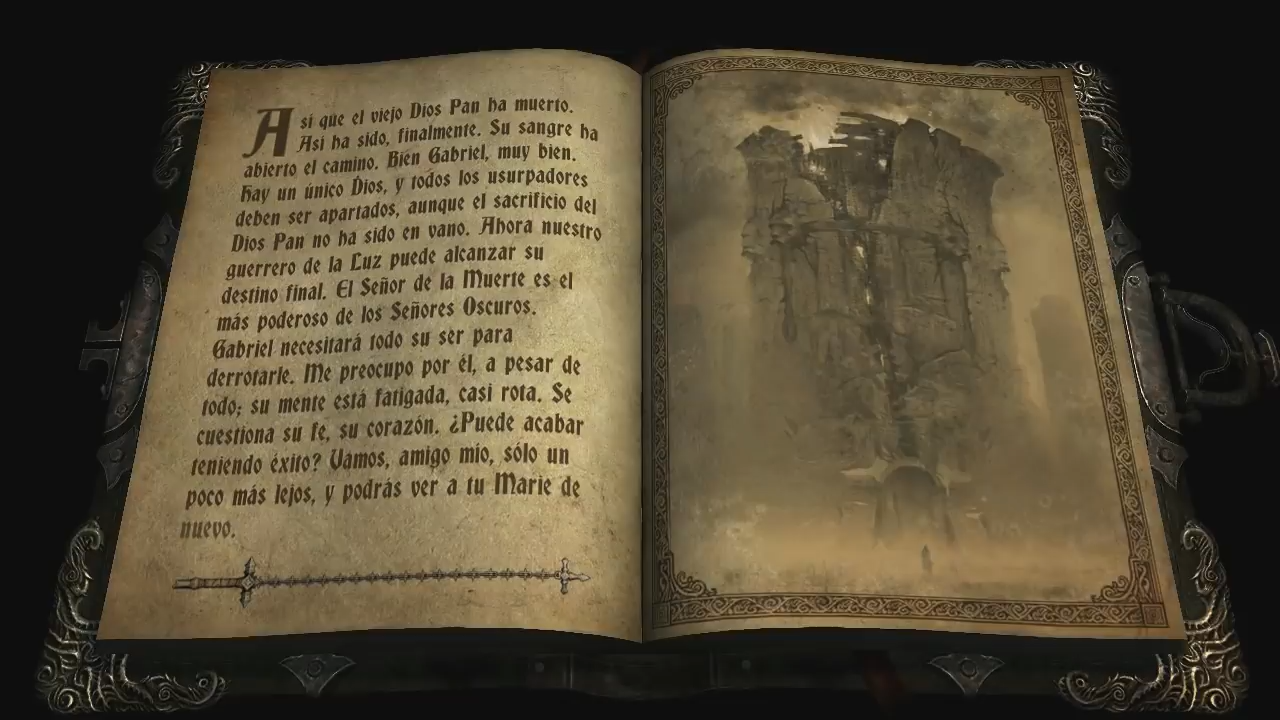 Así que el viejo Dios Pan ha muerto.
Así ha sido, finalmente. Su sangre ha
abierto el camino. Bien Gabriel, muy bien.
Hay un único Dios, y todos los usurpadores
deben ser apartados, aunque el sacrificio del
Dios Pan no ha sido en vano. Ahora nuestro
guerrero de la Luz puede alcanzar su
destino final. El Señor de la Muerte es el
más poderoso de los Señores Oscuros.
Gabriel necesitará todo su ser para
derrotarle. Me preocupo por él, a pesar de
todo; su mente está fatigada, casi rota. Se
cuestiona su fe, su corazón. ¿Puede acabar
teniendo éxito? Vamos, amigo mío, sólo un
poco más lejos, y podrás ver a tu Marie de
nuevo.